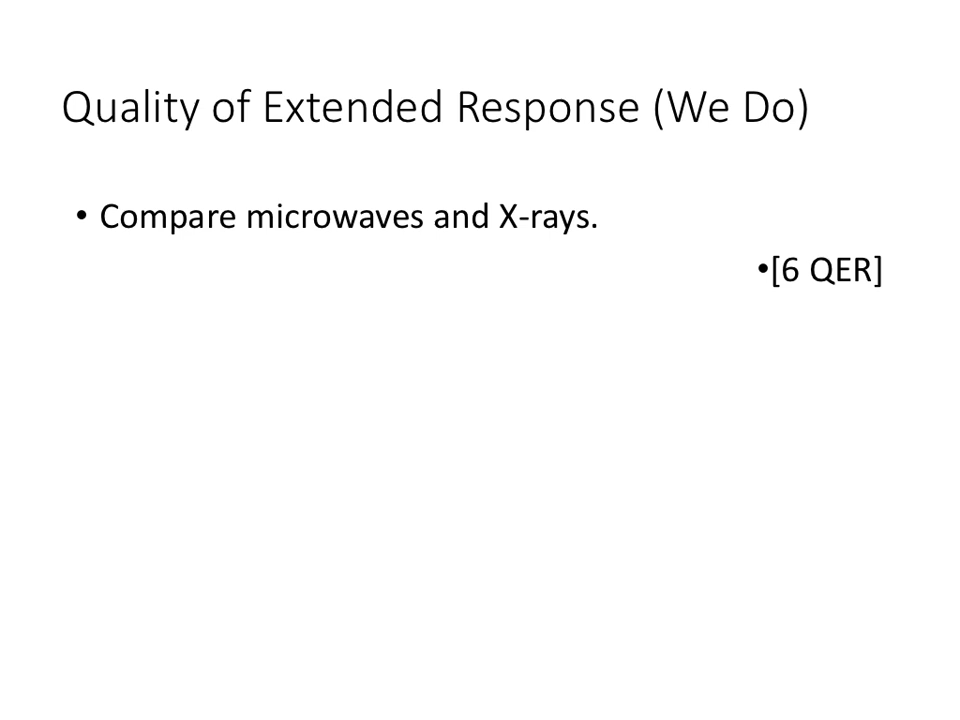 Quality of Extended Response (We Do)
• Compare microwaves and X-rays.
•[6 QER]